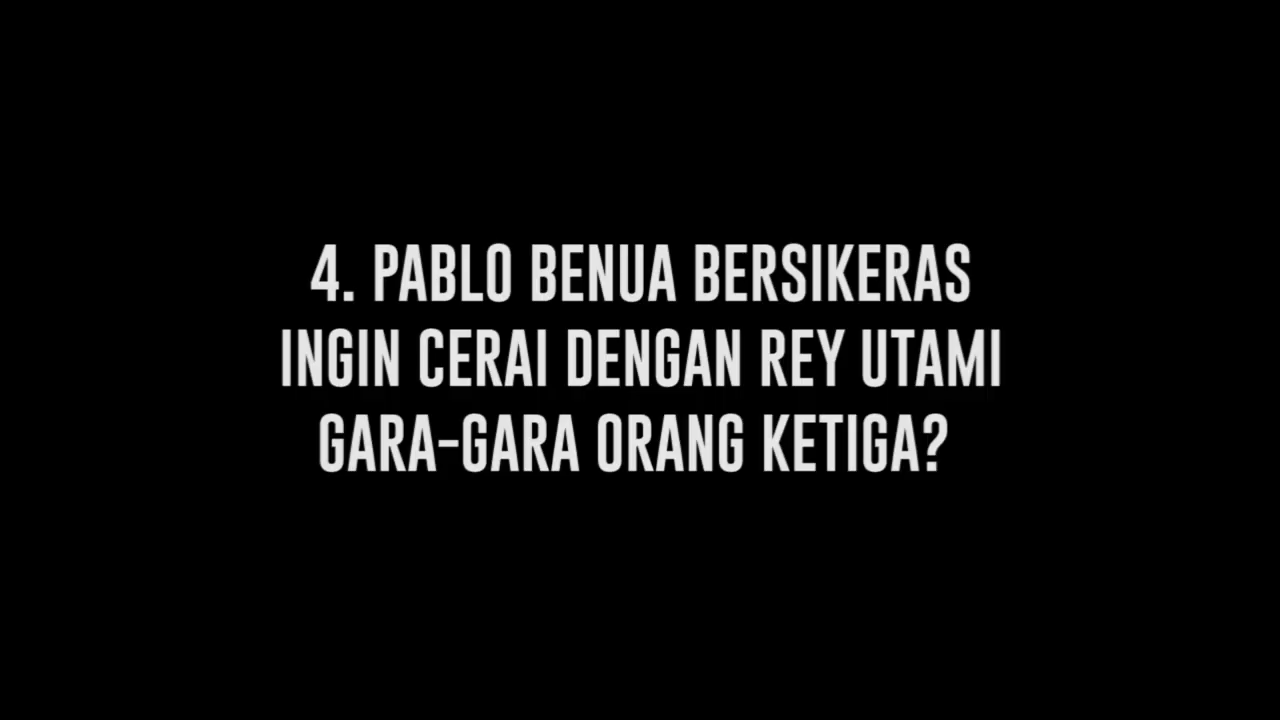 4. PABLO BENUA BERSIKERAS
INGIN CERAI DENGAN REY UTAMI
GARA-GARA ORANG KETIGA?